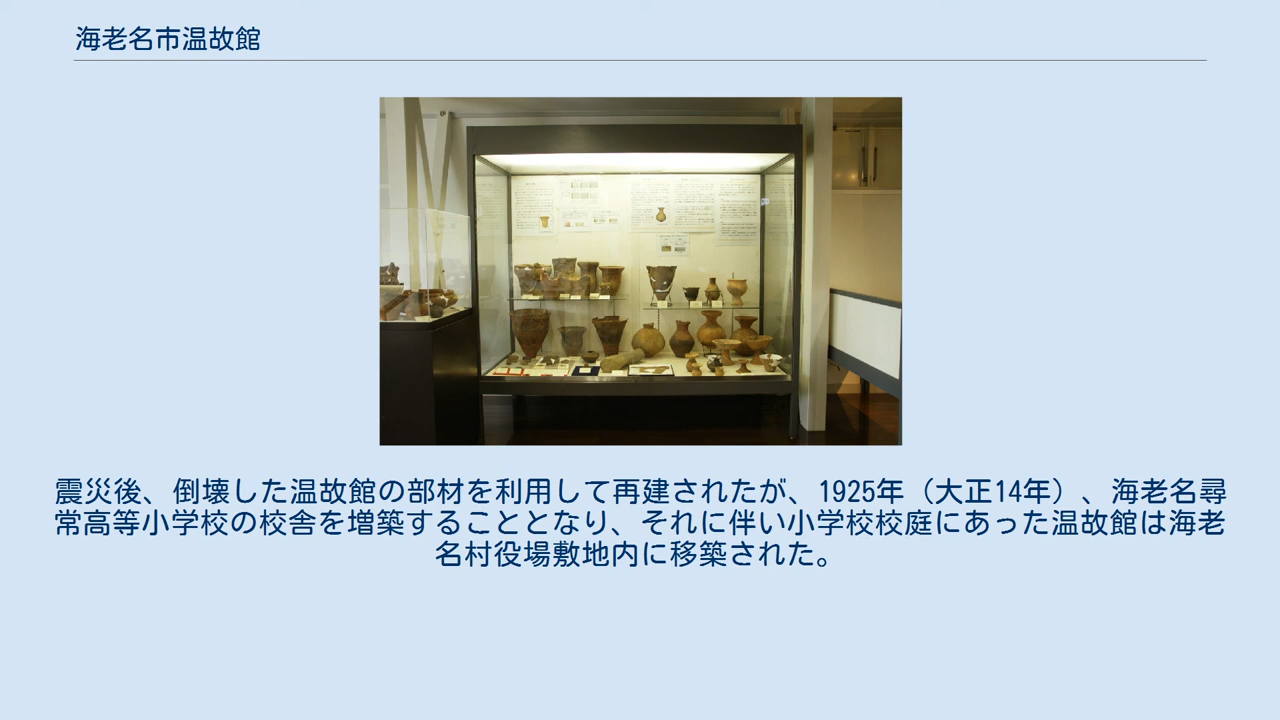 海老名市温故館
震災後、倒壊した温故館の部材を利用して再建されたが、1925年（大正14年）、海老名尋
常高等小学校の校舎を増築することとなり、それに伴い小学校校庭にあった温故館は海老
名村役場敷地内に移築された。